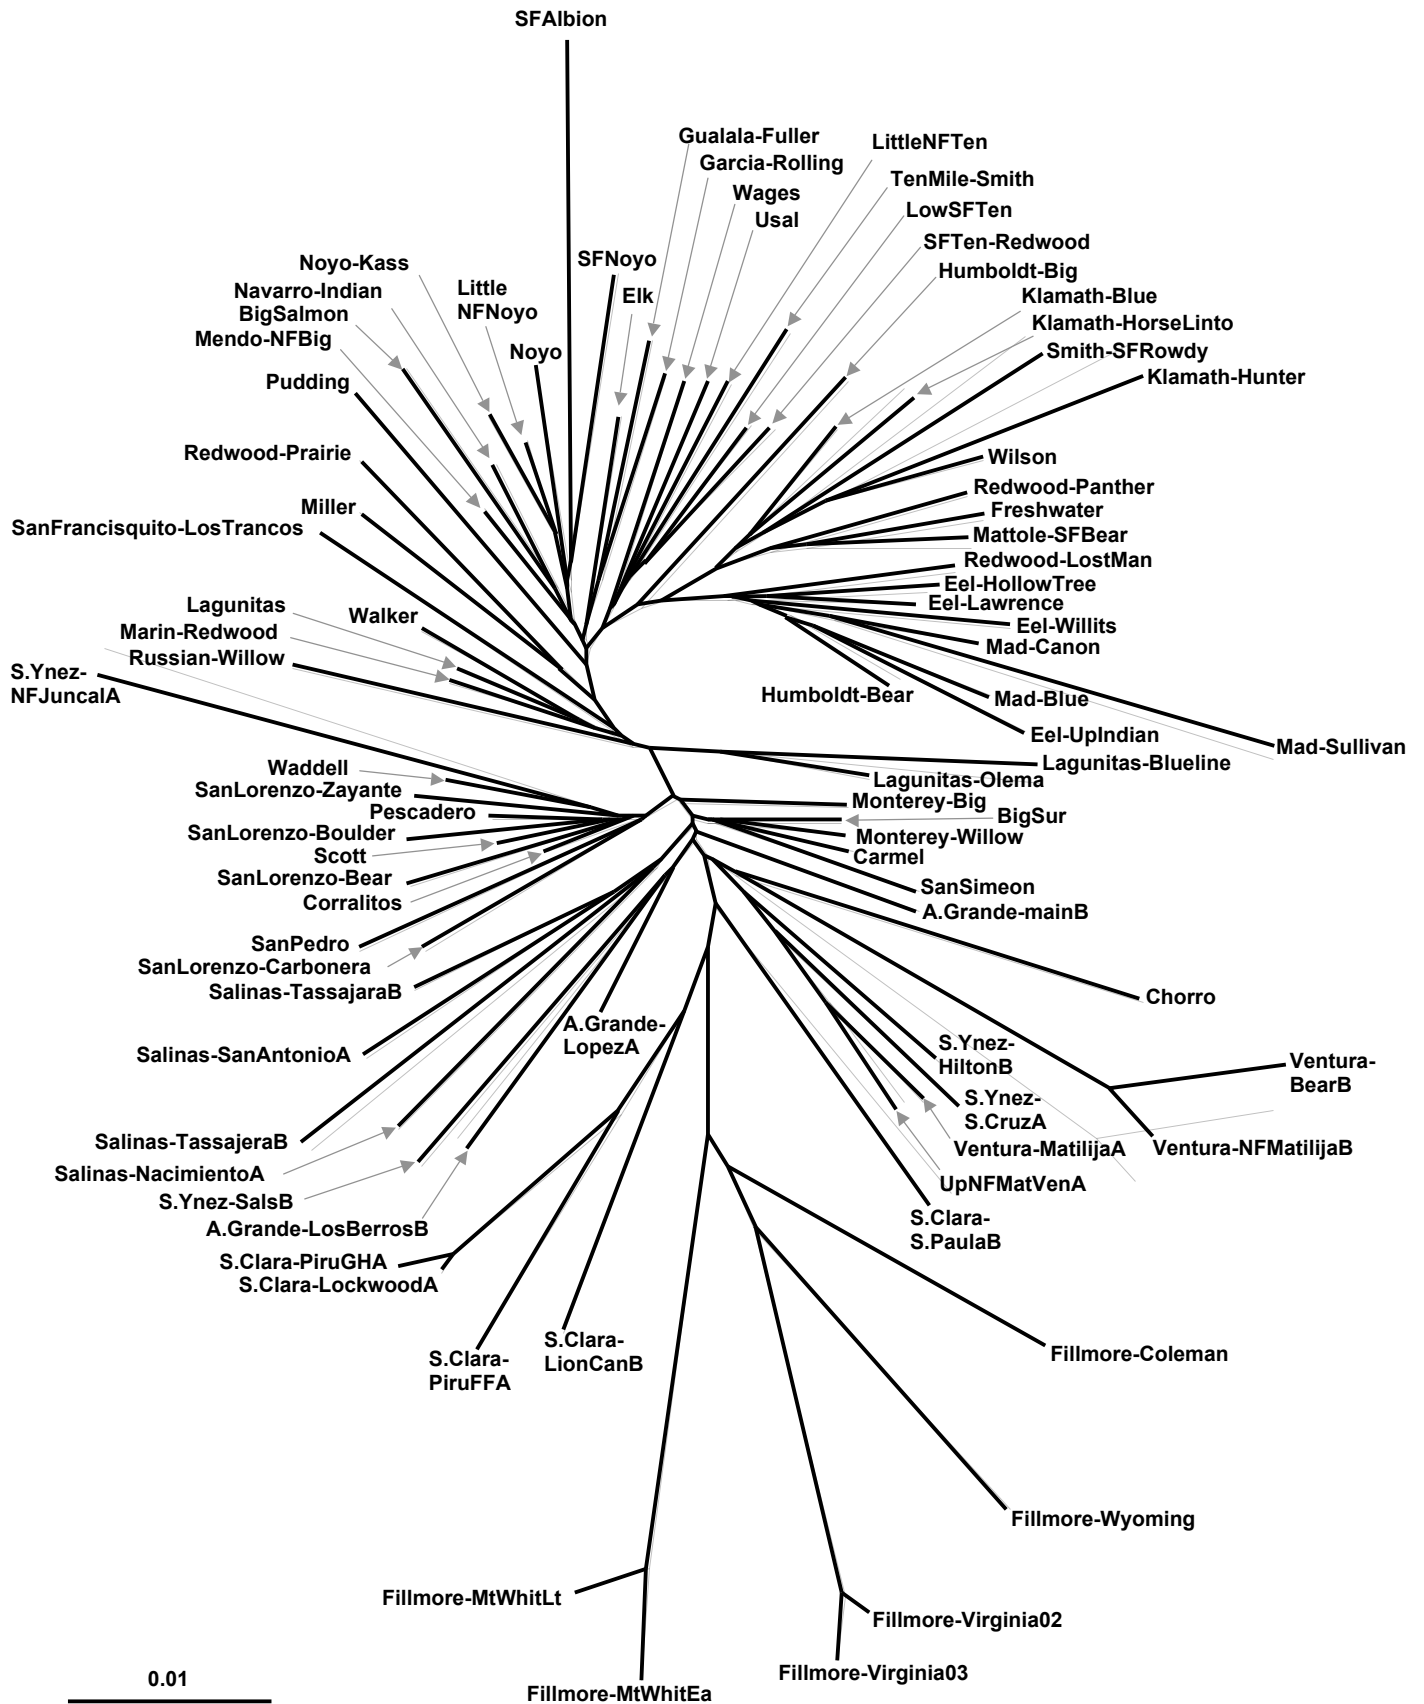 SFAlbion
Gualala-Fuller
LittleNFTen
Garcia-Rolling
TenMile-Smith
Wages
LowSFTen
Usal
SFTen-Redwood
SFNoyo
Noyo-Kass
Humboldt-Big
Little
NFNoyo
Navarro-Indian
Elk
Klamath-Blue
BigSalmon
Klamath-HorseLinto
Mendo-NFBig
Noyo
Smith-SFRowdy
Pudding
Klamath-Hunter
Redwood-Prairie
Wilson
Redwood-Panther
Miller
Freshwater
SanFrancisquito-LosTrancos
Mattole-SFBear
Redwood-LostMan
Eel-HollowTree
Lagunitas
Eel-Lawrence
Walker
Eel-Willits
Marin-Redwood
Mad-Canon
Russian-Willow
S.Ynez-
NFJuncalA
Humboldt-Bear
Mad-Blue
Eel-UpIndian
Mad-Sullivan
Lagunitas-Blueline
Waddell
Lagunitas-Olema
SanLorenzo-Zayante
Monterey-Big
Pescadero
BigSur
SanLorenzo-Boulder
Monterey-Willow
Scott
Carmel
SanLorenzo-Bear
SanSimeon
Corralitos
A.Grande-mainB
SanPedro
SanLorenzo-Carbonera
Salinas-TassajaraB
Chorro
A.Grande-
LopezA
Salinas-SanAntonioA
S.Ynez-
HiltonB
Ventura-
BearB
S.Ynez-
S.CruzA
Salinas-TassajeraB
Ventura-MatilijaA
Ventura-NFMatilijaB
Salinas-NacimientoA
UpNFMatVenA
S.Ynez-SalsB
S.Clara-
S.PaulaB
A.Grande-LosBerrosB
S.Clara-PiruGHA
S.Clara-LockwoodA
S.Clara-
LionCanB
S.Clara-
PiruFFA
Fillmore-Coleman
Fillmore-Wyoming
Fillmore-MtWhitLt
Fillmore-Virginia02
Fillmore-Virginia03
0.01
Fillmore-MtWhitEa